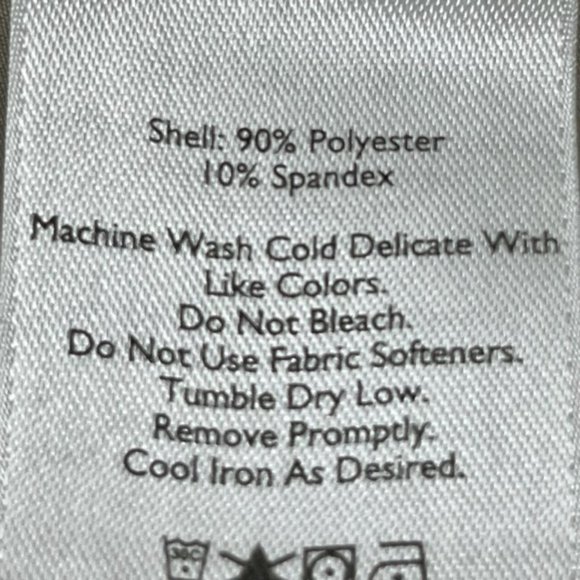 Shell: 90% Polyester
10% Spandex
Machine Wash Cold Delicate With
Like Colors.
Do Not Bleach.
Do Not Use Fabric Softeners.
Tumble Dry Low.
Remove Promptly.
Cool Iron As Desired.
30C